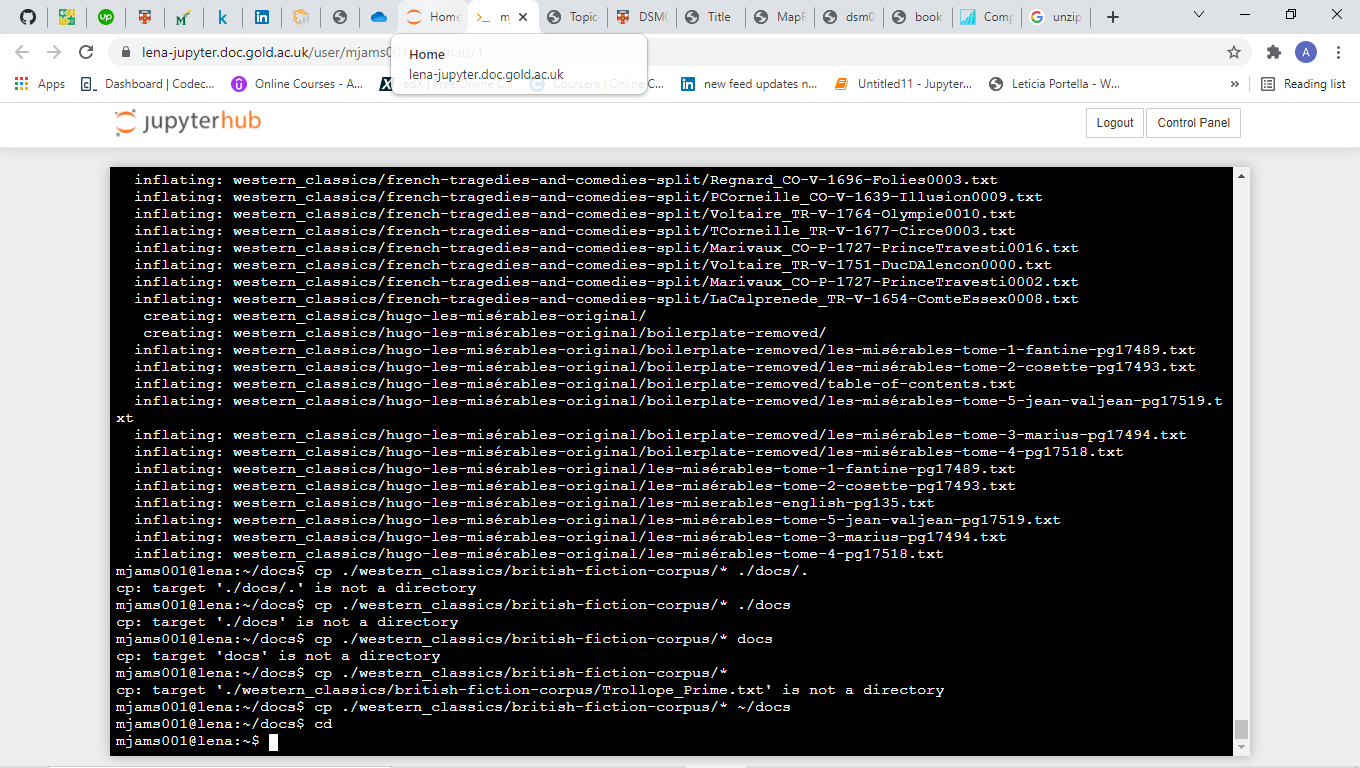 Home
m
Topic
DSM
Title
MapR
dsm0
book
Comp
unzip
lena-jupyter.doc.gold.ac.uk/user/mjams001
Home
lena-jupyter.doc.gold.ac.uk
A
Apps
Dashboard | Codec...
Online Courses - A...
edX | Free Online C...
Coursera | Online C...
new feed updates n...
Untitled11 - Jupyter...
Leticia Portella - W...
»
Reading list
jupyterhub
Logout
Control Panel
inflating: western_classics/french-tragedies-and-comedies-split/Regnard_CO-V-1696-Folies0003.txt
inflating: western_classics/french-tragedies-and-comedies-split/PCorneille_CO-V-1639-Illusion0009.txt
inflating: western_classics/french-tragedies-and-comedies-split/Voltaire_TR-V-1764-Olympie0010.txt
inflating: western_classics/french-tragedies-and-comedies-split/TCorneille_TR-V-1677-Circe0003.txt
inflating: western_classics/french-tragedies-and-comedies-split/Marivaux_CO-P-1727-PrinceTravesti0016.txt
inflating: western_classics/french-tragedies-and-comedies-split/Voltaire_TR-V-1751-DucDAlencon0000.txt
inflating: western_classics/french-tragedies-and-comedies-split/Marivaux_CO-P-1727-PrinceTravesti0002.txt
inflating: western_classics/french-tragedies-and-comedies-split/LaCalprenede_TR-V-1654-ComteEssex0008.txt
creating: western_classics/hugo-les-misérables-original/
creating: western_classics/hugo-les-misérables-original/boilerplate-removed/
inflating: western_classics/hugo-les-misérables-original/boilerplate-removed/les-misérables-tome-1-fantine-pg17489.txt
inflating: western_classics/hugo-les-misérables-original/boilerplate-removed/les-misérables-tome-2-cosette-pg17493.txt
inflating: western_classics/hugo-les-misérables-original/boilerplate-removed/table-of-contents.txt
inflating: western_classics/hugo-les-misérables-original/boilerplate-removed/les-misérables-tome-5-jean-valjean-pg17519.t
xt
inflating: western_classics/hugo-les-misérables-original/boilerplate-removed/les-misérables-tome-3-marius-pg17494.txt
inflating: western_classics/hugo-les-misérables-original/boilerplate-removed/les-misérables-tome-4-pg17518.txt
inflating: western_classics/hugo-les-misérables-original/les-misérables-tome-1-fantine-pg17489.txt
inflating: western_classics/hugo-les-misérables-original/les-misérables-tome-2-cosette-pg17493.txt
inflating: western_classics/hugo-les-misérables-original/les-miserables-english-pg135.txt
inflating: western_classics/hugo-les-misérables-original/les-misérables-tome-5-jean-valjean-pg17519.txt
inflating: western_classics/hugo-les-misérables-original/les-misérables-tome-3-marius-pg17494.txt
inflating: western_classics/hugo-les-misérables-original/les-misérables-tome-4-pg17518.txt
mjams001@lena:~/docs$ cp ./western_classics/british-fiction-corpus/* ./docs/.
cp: target './docs/.' is not a directory
mjams001@lena:~/docs$ cp ./western_classics/british-fiction-corpus/* ./docs
cp: target './docs' is not a directory
mjams001@lena:~/docs$ cp ./western_classics/british-fiction-corpus/* docs
cp: target 'docs' is not a directory
mjams001@lena:~/docs$ cp ./western_classics/british-fiction-corpus/*
cp: target './western_classics/british-fiction-corpus/Trollope_Prime.txt' is not a directory
mjams001@lena:~/docs$ cp ./western_classics/british-fiction-corpus/* ~/docs
mjams001@lena:~/docs$ cd
mjams001@lena:~$